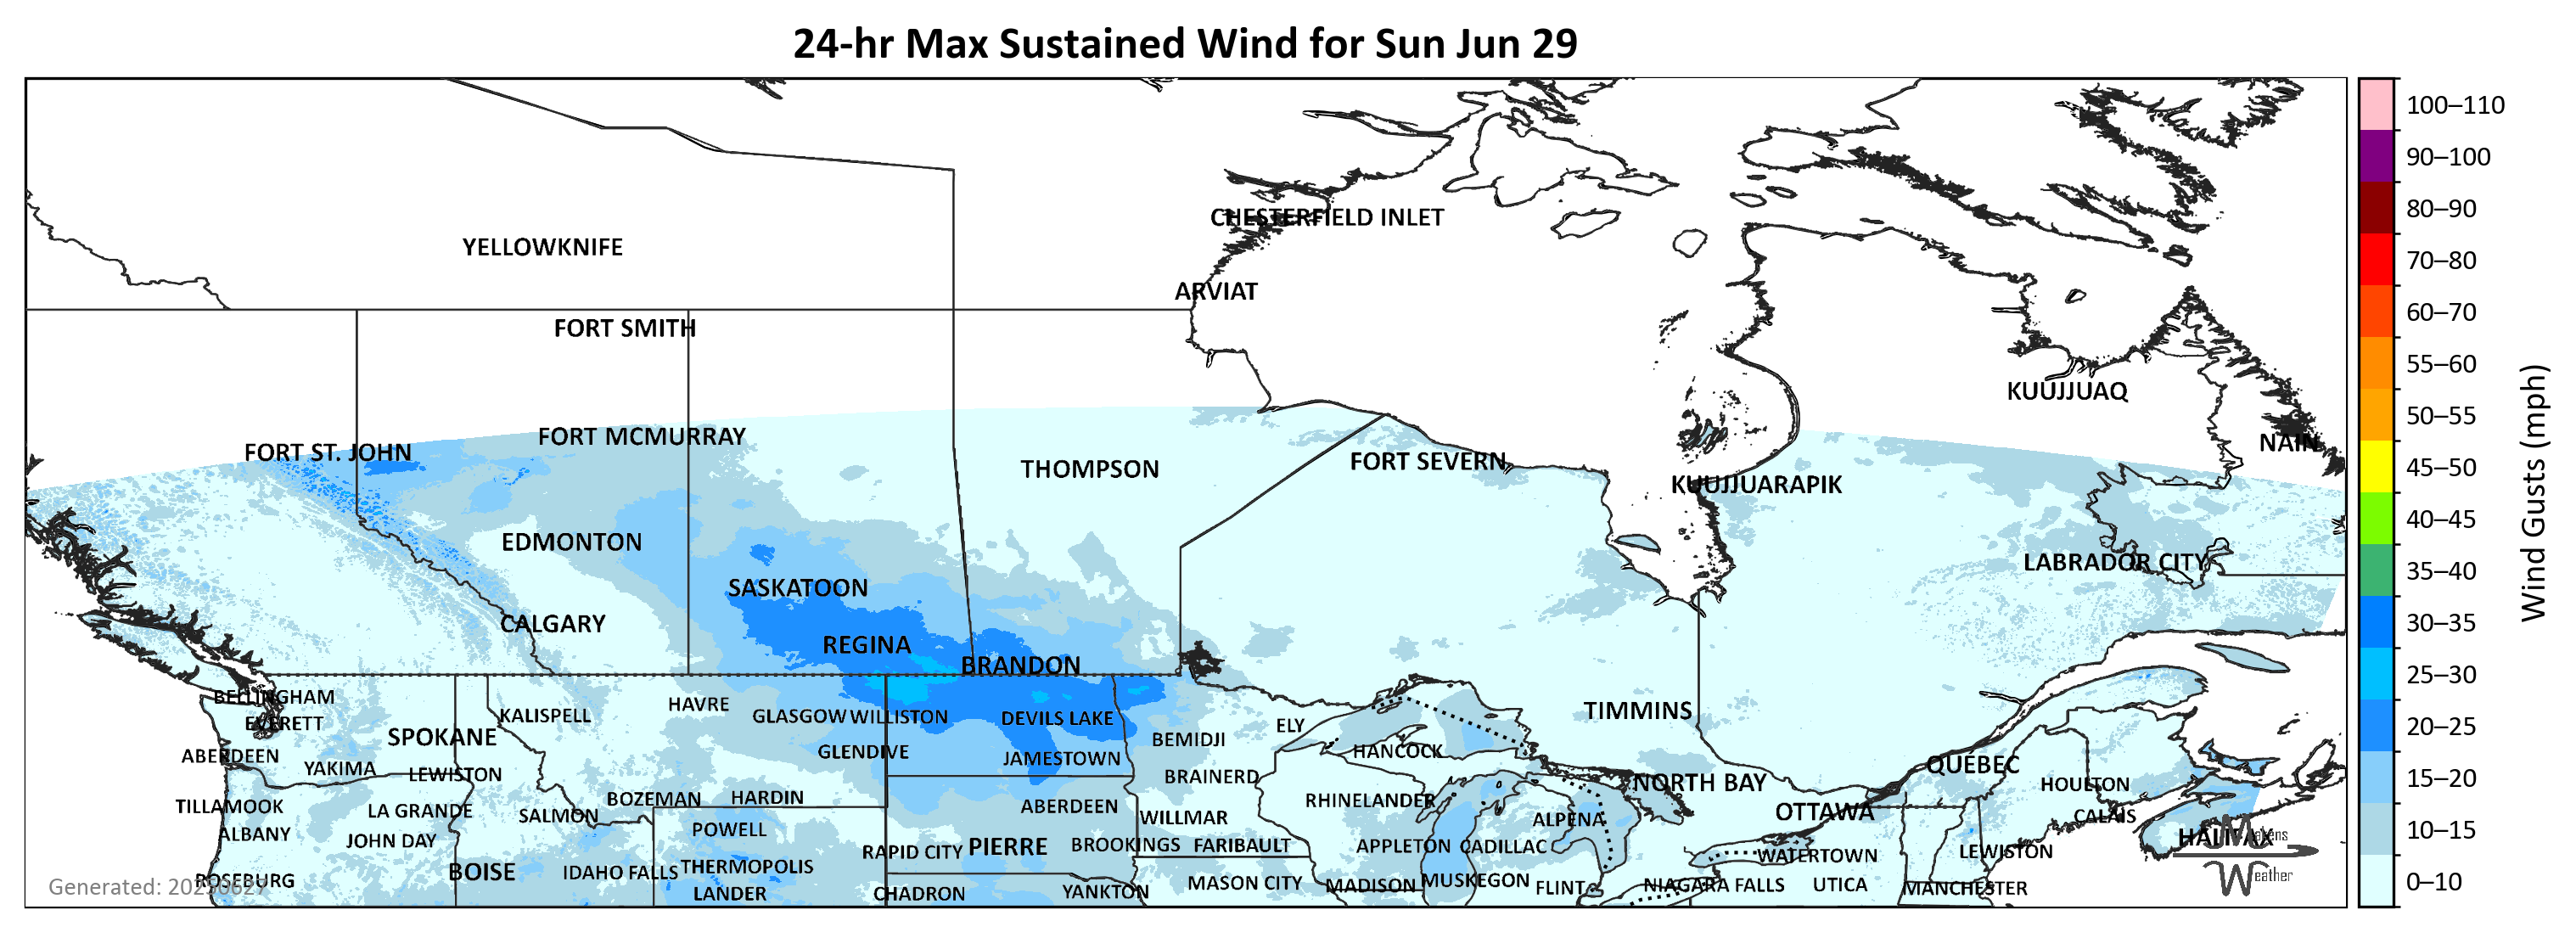 24-hr Max Sustained Wind for Sun Jun 29
100–110
90–100
80–90
70–80
60–70
55–60
50–55
45–50
40–45
35–40
30–35
25–30
20–25
15–20
10–15
0–10
Wind Gusts (mph)
CHESTERFIELD INLET
YELLOWKNIFE
ARVIAT
FORT SMITH
KUUJJUAQ
FORT MCMURRAY
NAIN
FORT ST. JOHN
FORT SEVERN
THOMPSON
KUUJJUARAPIK
EDMONTON
LABRADOR CITY
SASKATOON
CALGARY
REGINA
BRANDON
BELLINGHAM
HAVRE
TIMMINS
KALISPELL
GLASGOW
WILLISTON
DEVILS LAKE
EVERETT
ELY
SPOKANE
BEMIDJI
HANCOCK
GLENDIVE
ABERDEEN
JAMESTOWN
QUÉBEC
YAKIMA
LEWISTON
BRAINERD
NORTH BAY
HOULTON
BOZEMAN
HARDIN
RHINELANDER
TILLAMOOK
LA GRANDE
ABERDEEN
OTTAWA
SALMON
CALAIS
WILLMAR
ALPENA
POWELL
ALBANY
HALIFAX
JOHN DAY
PIERRE
BROOKINGS
FARIBAULT
APPLETON
CADILLAC
RAPID CITY
LEWISTON
WATERTOWN
THERMOPOLIS
BOISE
IDAHO FALLS
ROSEBURG
MUSKEGON
MASON CITY
MADISON
NIAGARA FALLS
UTICA
FLINT
MANCHESTER
LANDER
CHADRON
YANKTON
Generated: 20250627
Makens
Weather